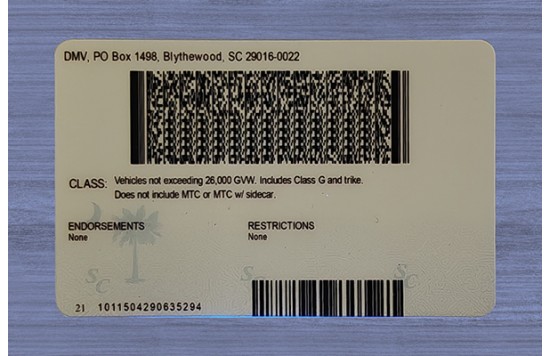 DMV, PO Box 1498, Blythewood, SC 29016-0022
CLASS: Vehicles not exceeding 26,000 GVW. Includes Class G and trike.
Does not include MTC or MTC w/ sidecar.
ENDORSEMENTS
None
RESTRICTIONS
None
SC
SC
SC
21 1011504290635294